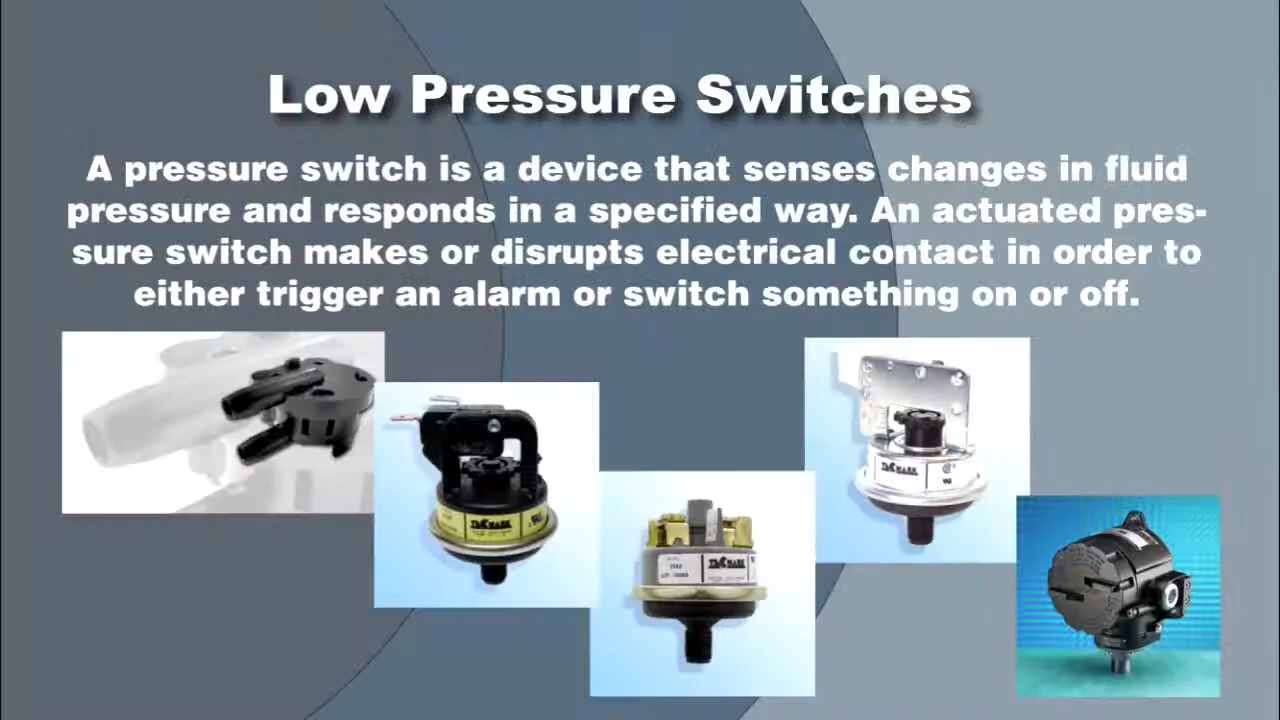 Low Pressure Switches
A pressure switch is a device that senses changes in fluid
pressure and responds in a specified way. An actuated pres-
sure switch makes or disrupts electrical contact in order to
either trigger an alarm or switch something on or off.